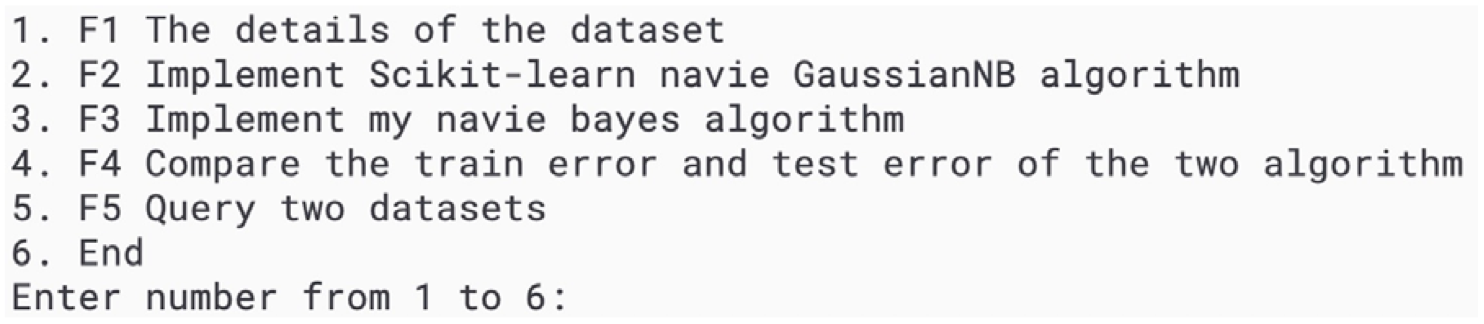 1. F1 The details of the dataset
2. F2 Implement Scikit-learn navie GaussianNB algorithm
3. F3 Implement my navie bayes algorithm
4. F4 Compare the train error and test error of the two algorithm
5. F5 Query two datasets
6. End
Enter number from 1 to 6: